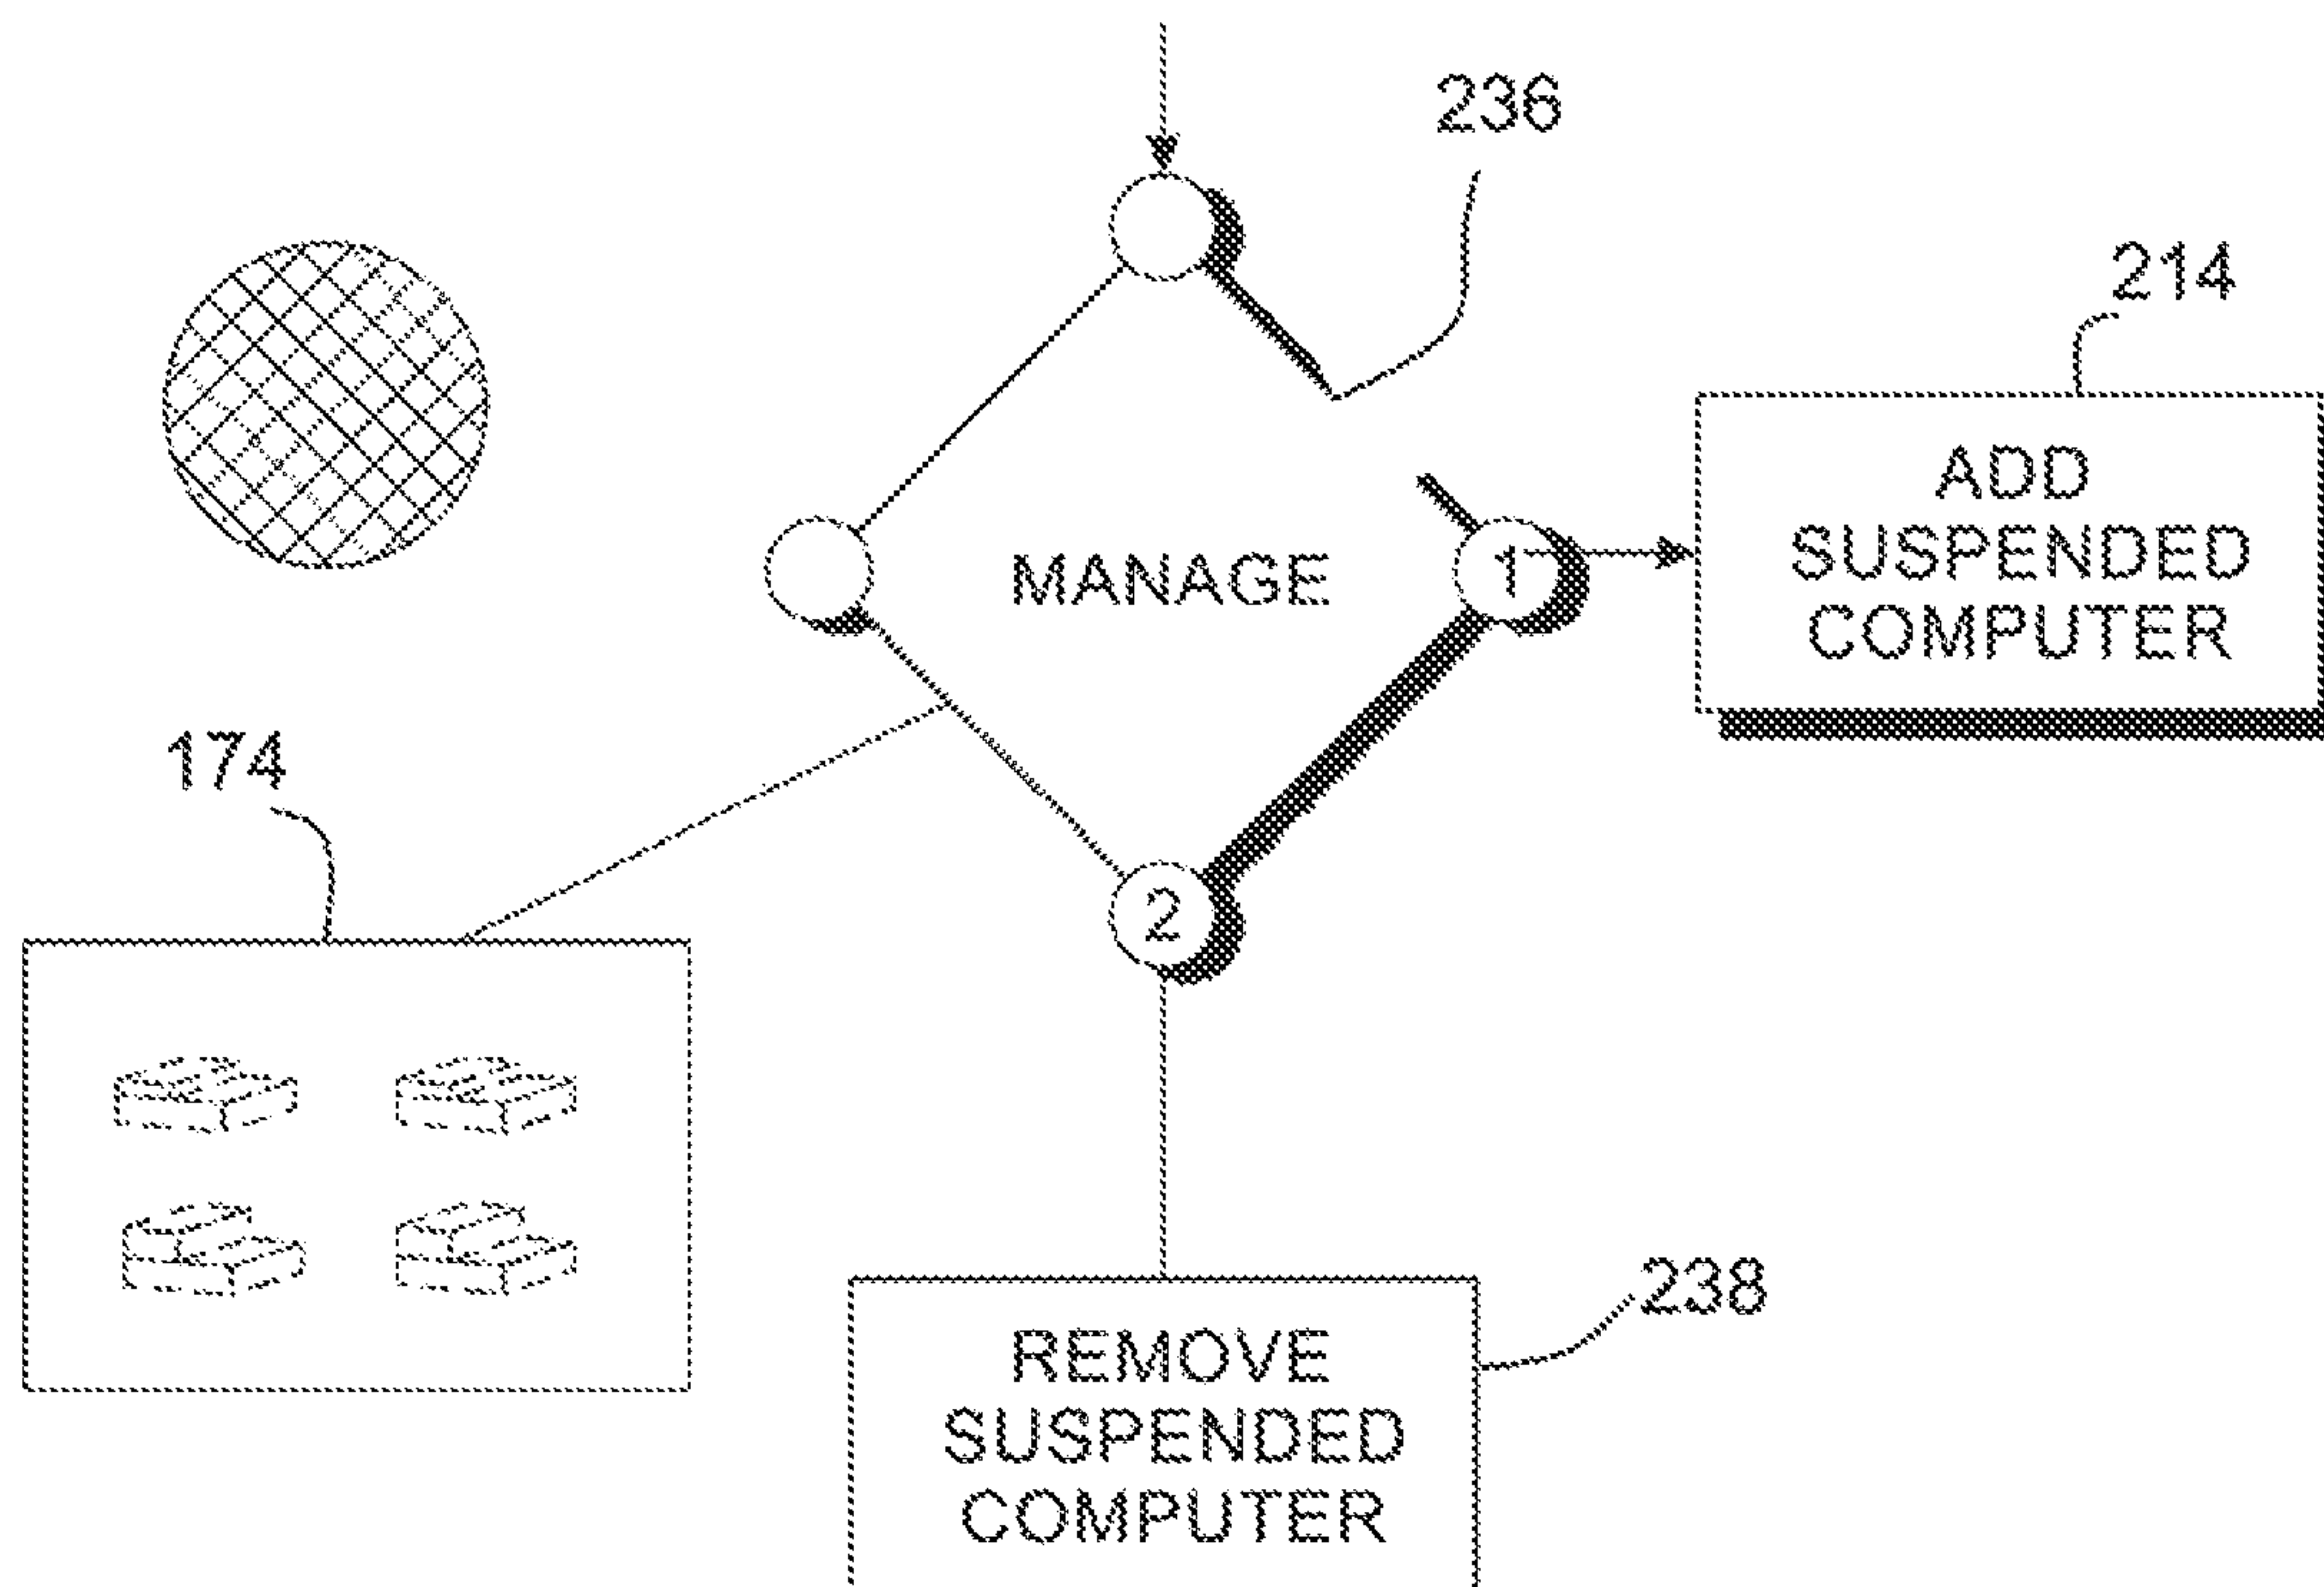 236
214
ADD
SUSPENDED
COMPUTER
MANAGE
1
174
2
238
REMOVE
SUSPENDED
COMPUTER